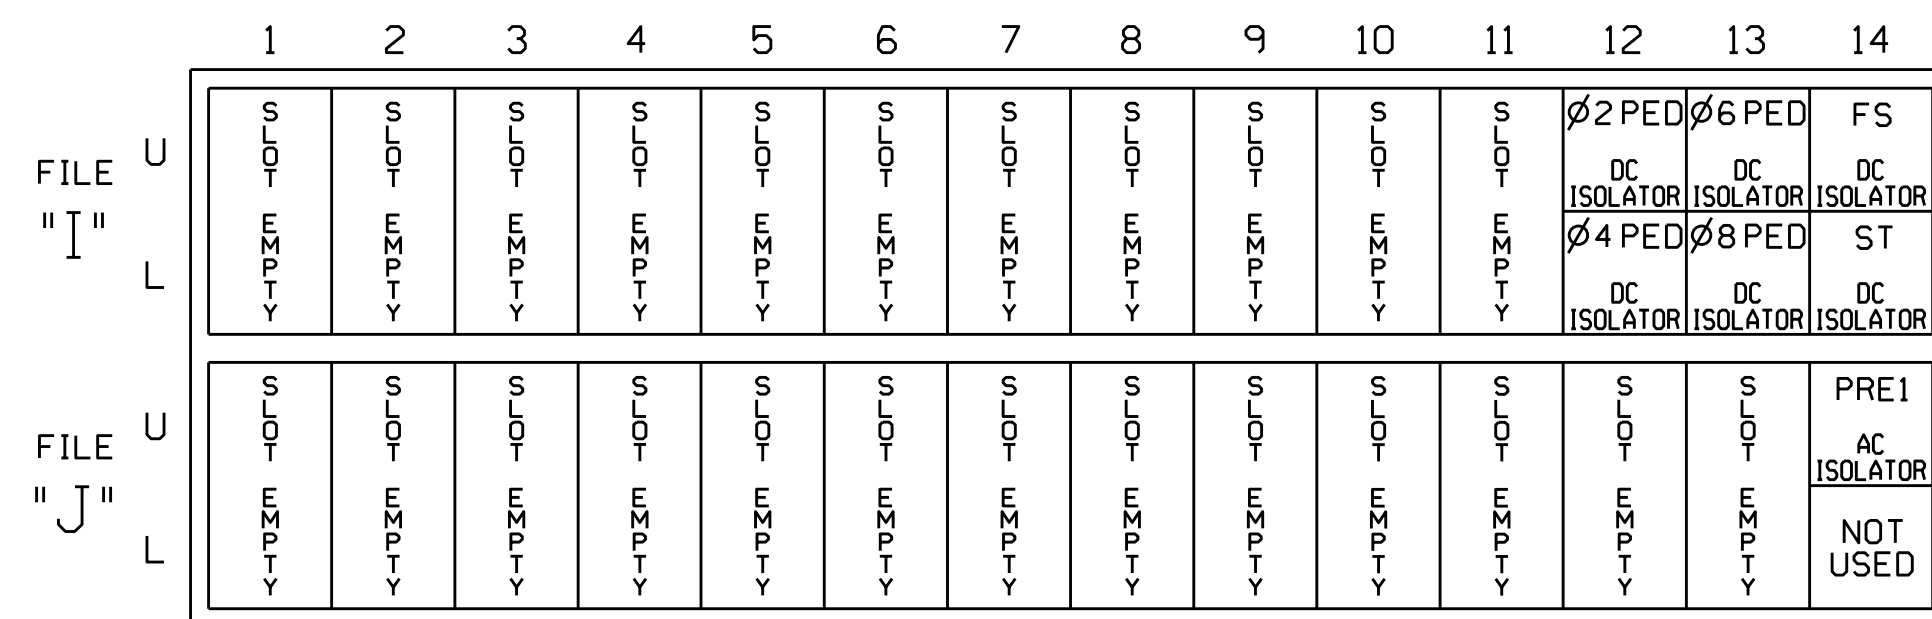 1 2 3 4 5 6 7 8 9 10 11 12 13 14
FILE
"I"
U
L
SLOT EMPTY
SLOT EMPTY
SLOT EMPTY
SLOT EMPTY
SLOT EMPTY
SLOT EMPTY
SLOT EMPTY
SLOT EMPTY
SLOT EMPTY
SLOT EMPTY
SLOT EMPTY
Ø2 PED
DC
ISOLATOR
Ø4 PED
DC
ISOLATOR
Ø6 PED
DC
ISOLATOR
Ø8 PED
DC
ISOLATOR
FS
DC
ISOLATOR
ST
DC
ISOLATOR
FILE
"J"
U
L
SLOT EMPTY
SLOT EMPTY
SLOT EMPTY
SLOT EMPTY
SLOT EMPTY
SLOT EMPTY
SLOT EMPTY
SLOT EMPTY
SLOT EMPTY
SLOT EMPTY
SLOT EMPTY
SLOT EMPTY
SLOT EMPTY
PRE1
AC
ISOLATOR
NOT
USED